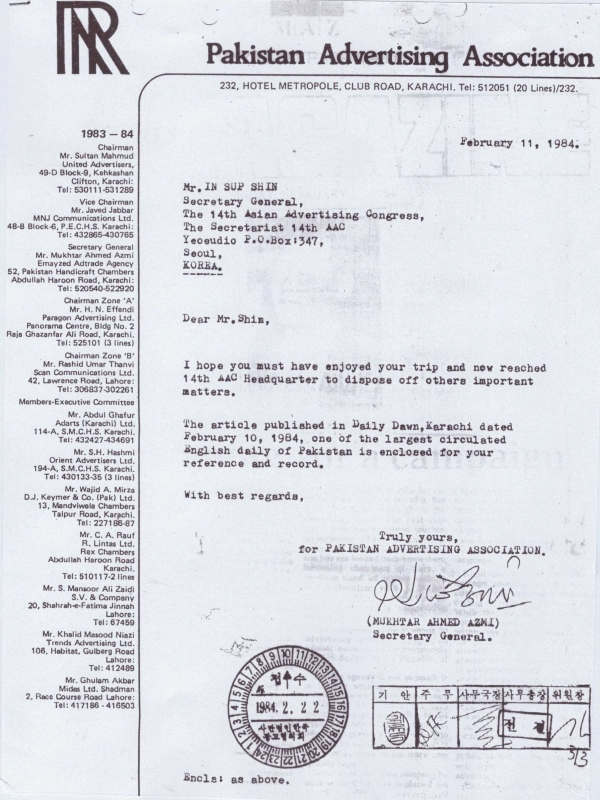 Pakistan Advertising Association
232, HOTEL METROPOLE, CLUB ROAD, KARACHI. Tel: 512051 (20 Lines)/232.
1983 – 84
Chairman
Mr. Sultan Mahmud
United Advertisers,
49-D Block-9, Kehkashan
Clifton, Karachi:
Tel: 530111-531289
Vice Chairman
Mr. Javed Jabbar
MNJ Communications Ltd.
48-B Block-6, P.E.C.H.S. Karachi:
Tel: 432865-430765
Secretary General
Mr. Mukhtar Ahmed Azmi
Emayzed Adtrade Agency
52, Pakistan Handicraft Chambers
Abdullah Haroon Road, Karachi:
Tel: 520540-522920
Chairman Zone 'A'
Mr. H. N. Effendi
Paragon Advertising Ltd.
Panorama Centre, Bldg No. 2
Raja Ghazanfar Ali Road, Karachi.
Tel: 525101 (3 lines)
Chairman Zone 'B'
Mr. Rashid Umar Thanvi
Scan Communications Ltd.
42, Lawrence Road, Lahore:
Tel: 306837-302261
Members-Executive Committee
Mr. Abdul Ghafur
Adarts (Karachi) Ltd.
114-A, S.M.C.H.S. Karachi.
Tel: 432427-434691
Mr. S.H. Hashmi
Orient Advertisers Ltd.
194-A, S.M.C.H.S. Karachi.
Tel: 430133-35 (3 lines)
Mr. Wajid A. Mirza
D.J. Keymer & Co. (Pak) Ltd.
13, Mandviwala Chambers
Talpur Road, Karachi.
Tel: 227186-87
Mr. C. A. Rauf
R. Lintas Ltd.
Rex Chambers
Abdullah Haroon Road
Karachi.
Tel: 510117-2 lines
Mr. S. Mansoor Ali Zaidi
S.V. & Company
20, Shahrah-e-Fatima Jinnah
Lahore:
Tel: 67459
Mr. Khalid Masood Niazi
Trends Advertising Ltd.
106, Habitat, Gulberg Road
Lahore:
Tel: 412489
Mr. Ghulam Akbar
Midas Ltd. Shadman
2, Race Course Road Lahore:
Tel: 417186 - 416503
February 11, 1984.
Mr. IN SUP SHIN
Secretary General,
The 14th Asian Advertising Congress,
The Secretariat 14th AAC
Yeoeudio P.O.Box:347,
Seoul,
KOREA.
Dear Mr.Shin,
I hope you must have enjoyed your trip and now reached
14th AAC Headquarter to dispose off others important
matters.
The article published in Daily Dawn,Karachi dated
February 10, 1984, one of the largest circulated
English daily of Pakistan is enclosed for your
reference and record.
With best regards,
Truly yours,
for PAKISTAN ADVERTISING ASSOCIATION.
(MUKHTAR AHMED AZMI)
Secretary General.
접수
1984. 2. 22
기 안 주 무 사무국장 사무총장 위원장
전 결
3/3
Encls: as above.